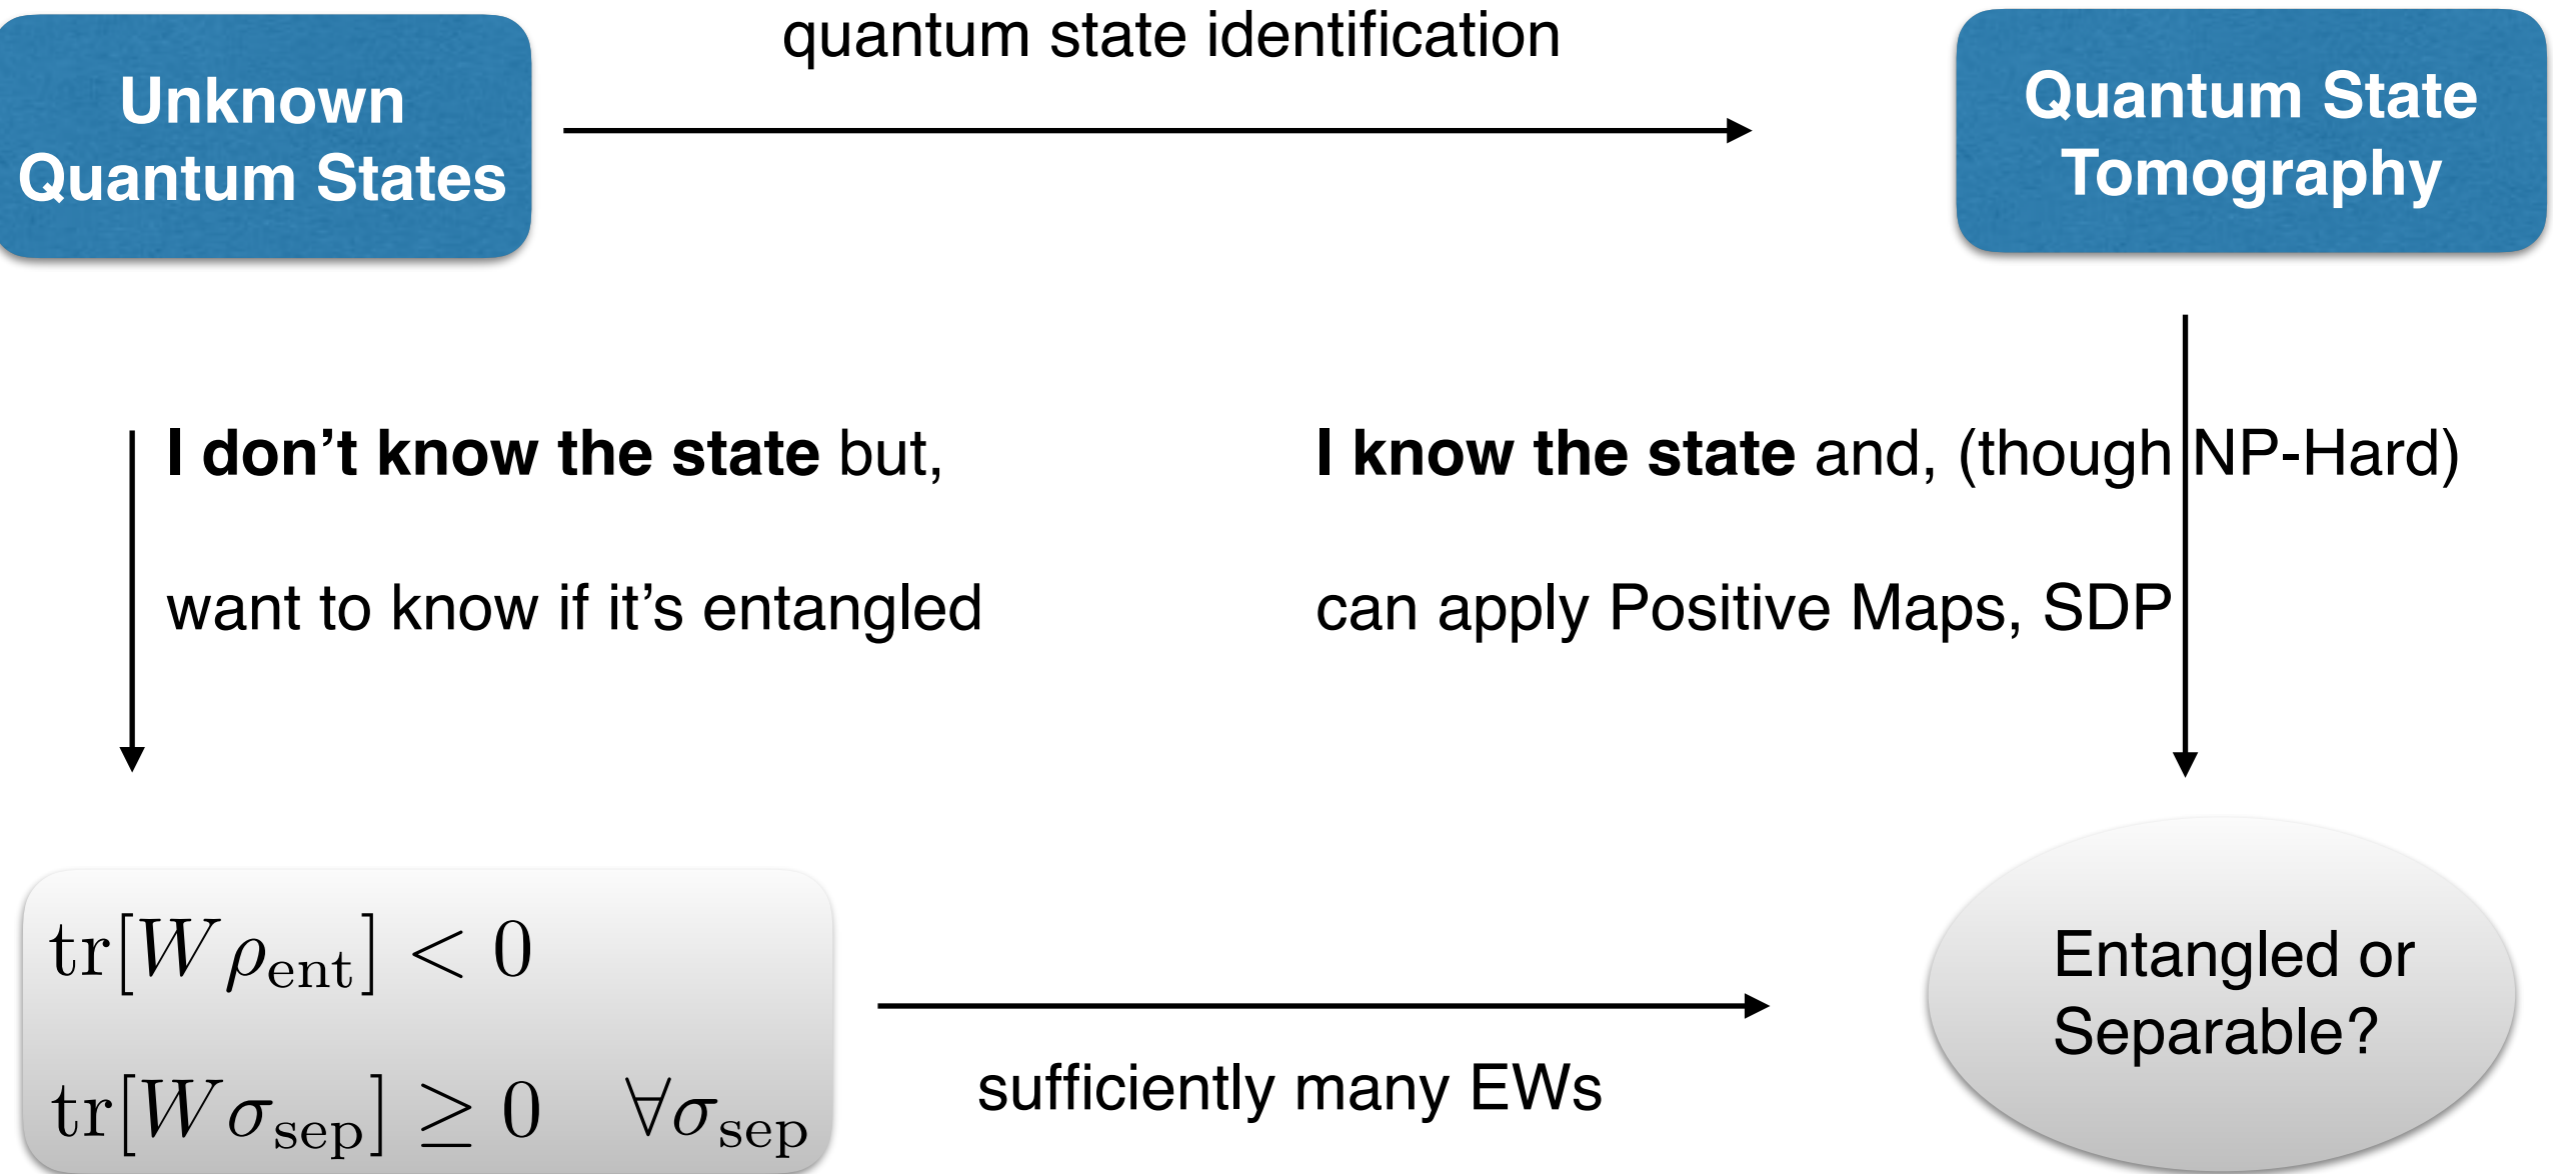 quantum state identification
Unknown
Quantum States
Quantum State
Tomography
I don’t know the state but,
want to know if it’s entangled
I know the state and, (though NP-Hard)
can apply Positive Maps, SDP
tr[Wρ_ent] < 0
tr[Wσ_sep] ≥ 0 ∀σ_sep
sufficiently many EWs
Entangled or
Separable?